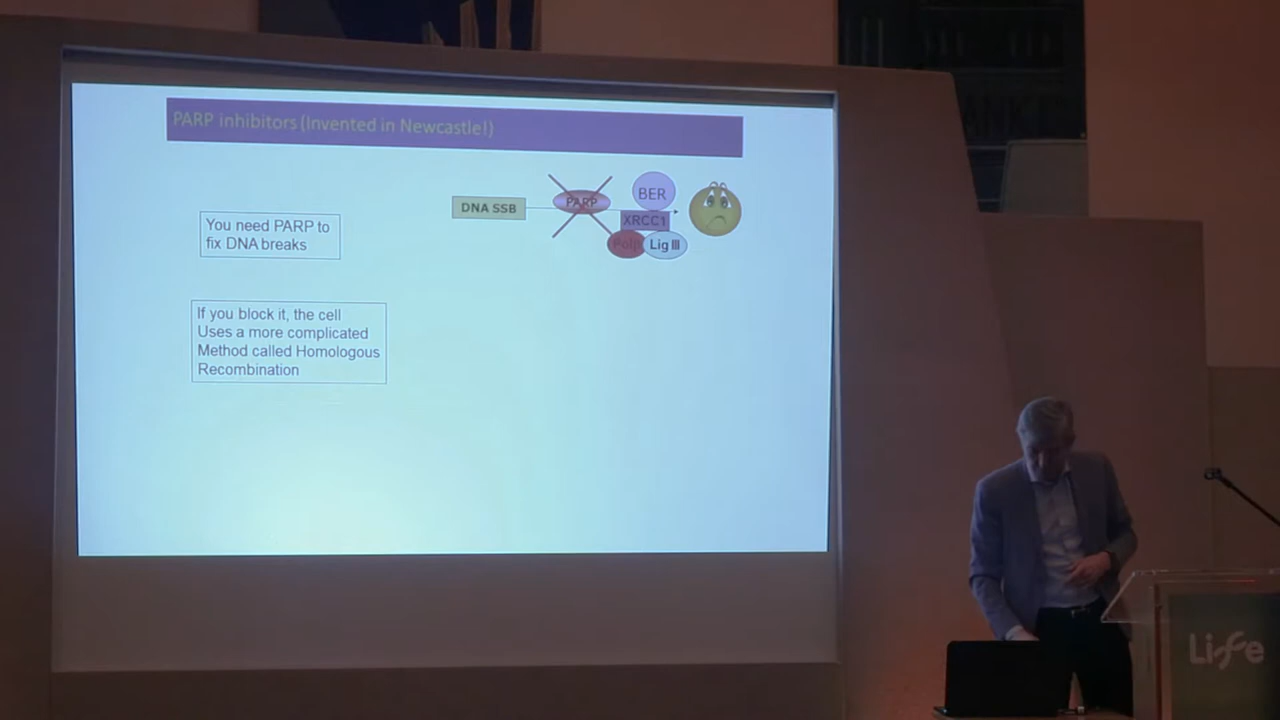 PARP inhibitors (Invented in Newcastle!)
DNA SSB
PARP
BER
XRCC1
Lig III
You need PARP to
fix DNA breaks
If you block it, the cell
Uses a more complicated
Method called Homologous
Recombination
Life